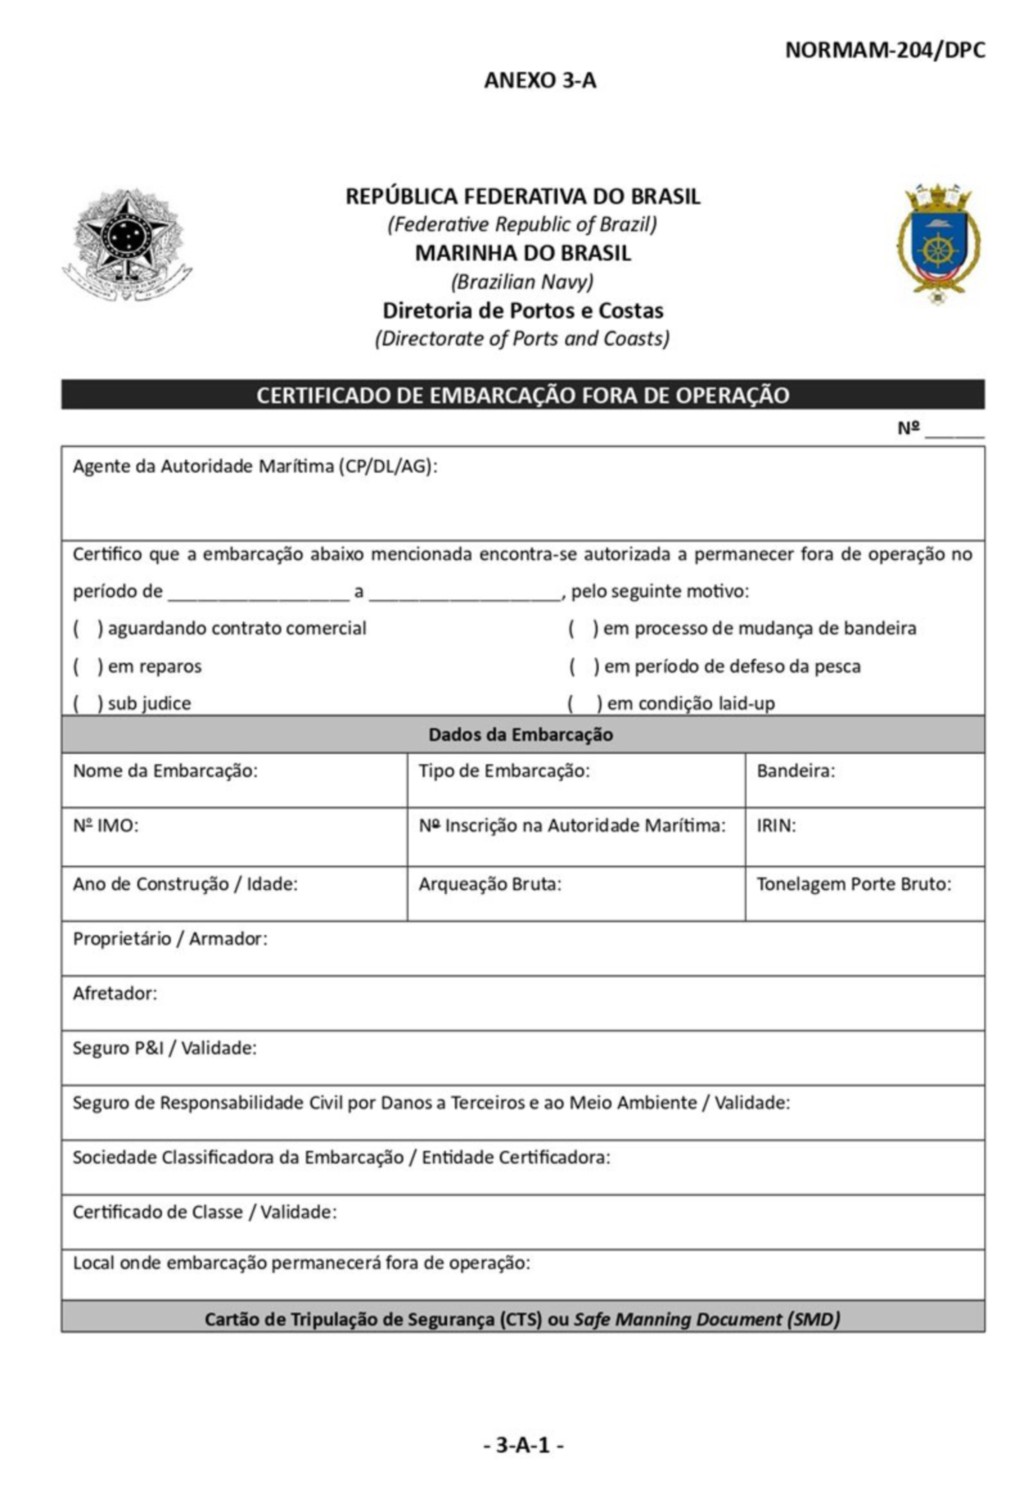 NORMAM-204/DPC
ANEXO 3-A
REPÚBLICA FEDERATIVA DO BRASIL
(Federative Republic of Brazil)
MARINHA DO BRASIL
(Brazilian Navy)
Diretoria de Portos e Costas
(Directorate of Ports and Coasts)
CERTIFICADO DE EMBARCAÇÃO FORA DE OPERAÇÃO
Nº ______
Agente da Autoridade Marítima (CP/DL/AG):
Certifico que a embarcação abaixo mencionada encontra-se autorizada a permanecer fora de operação no
período de __________________ a ___________________, pelo seguinte motivo:
( ) aguardando contrato comercial ( ) em processo de mudança de bandeira
( ) em reparos ( ) em período de defeso da pesca
( ) sub judice ( ) em condição laid-up
Dados da Embarcação
Nome da Embarcação: Tipo de Embarcação: Bandeira:
Nº IMO: Nº Inscrição na Autoridade Marítima: IRIN:
Ano de Construção / Idade: Arqueação Bruta: Tonelagem Porte Bruto:
Proprietário / Armador:
Afretador:
Seguro P&I / Validade:
Seguro de Responsabilidade Civil por Danos a Terceiros e ao Meio Ambiente / Validade:
Sociedade Classificadora da Embarcação / Entidade Certificadora:
Certificado de Classe / Validade:
Local onde embarcação permanecerá fora de operação:
Cartão de Tripulação de Segurança (CTS) ou Safe Manning Document (SMD)
- 3-A-1 -